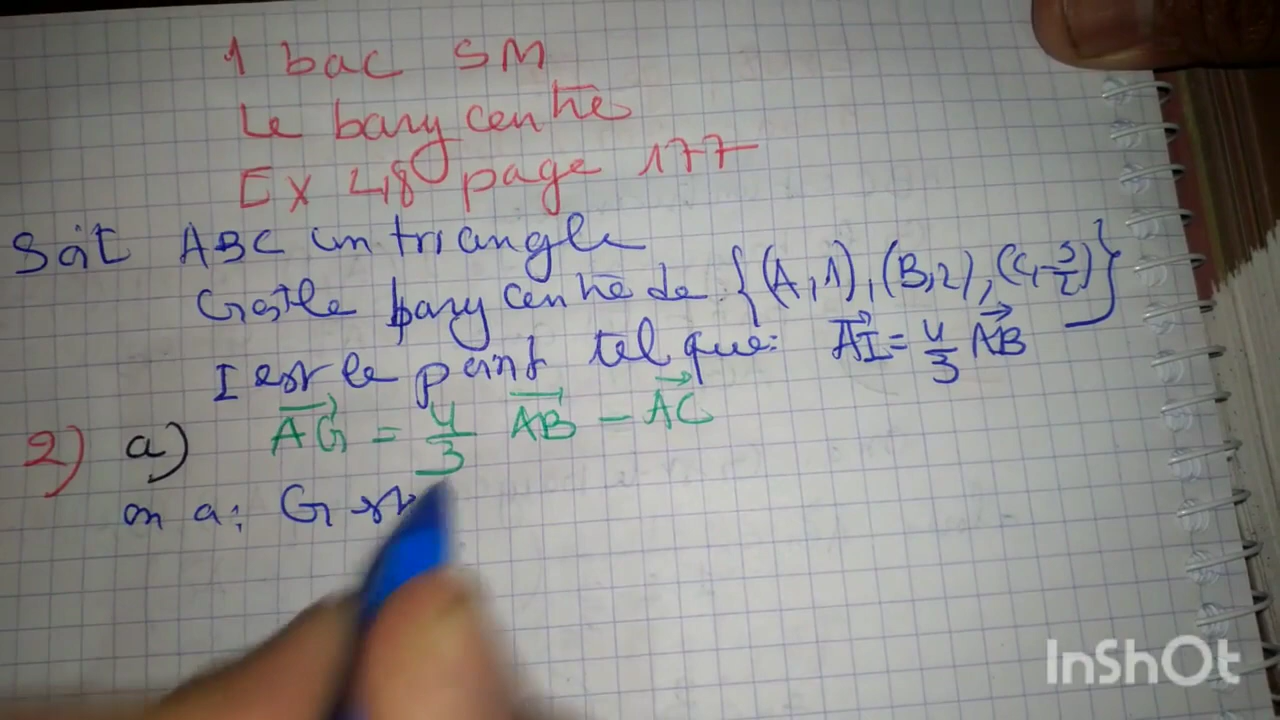 1 bac SM
Le barycentre
Ex 48 page 177
Soit ABC un triangle
G est le barycentre de {(A,1), (B,2), (C,-3/2)}
I est le point tel que: AI⃗ = 4/3 AB⃗
2) a) AG⃗ = 4/3 AB⃗ - AC⃗
on a: G est
InShOt